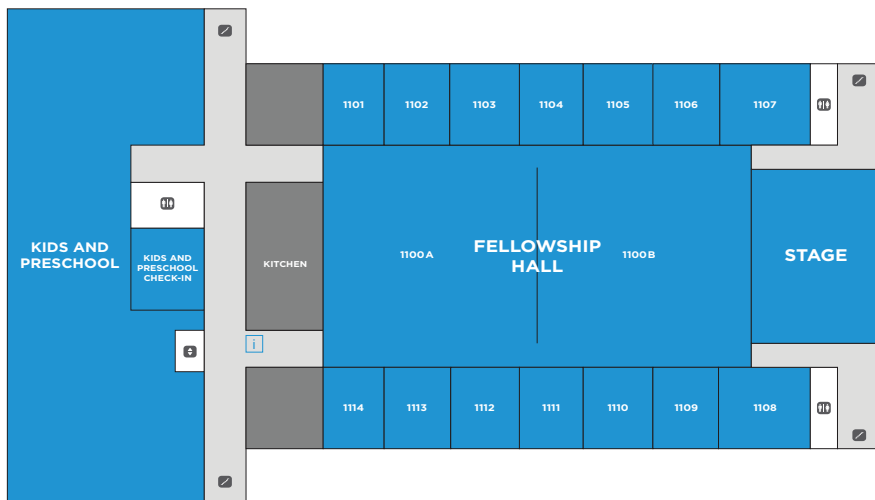 1101
1102
1103
1104
1105
1106
1107
KIDS AND
PRESCHOOL
KIDS AND
PRESCHOOL
CHECK-IN
KITCHEN
1100A
FELLOWSHIP
HALL
1100B
STAGE
i
1114
1113
1112
1111
1110
1109
1108